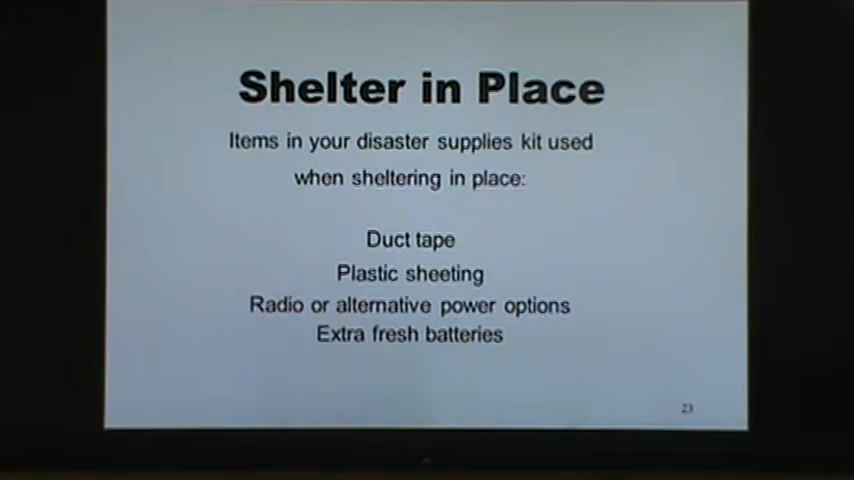 Shelter in Place
Items in your disaster supplies kit used
when sheltering in place:
Duct tape
Plastic sheeting
Radio or alternative power options
Extra fresh batteries
23